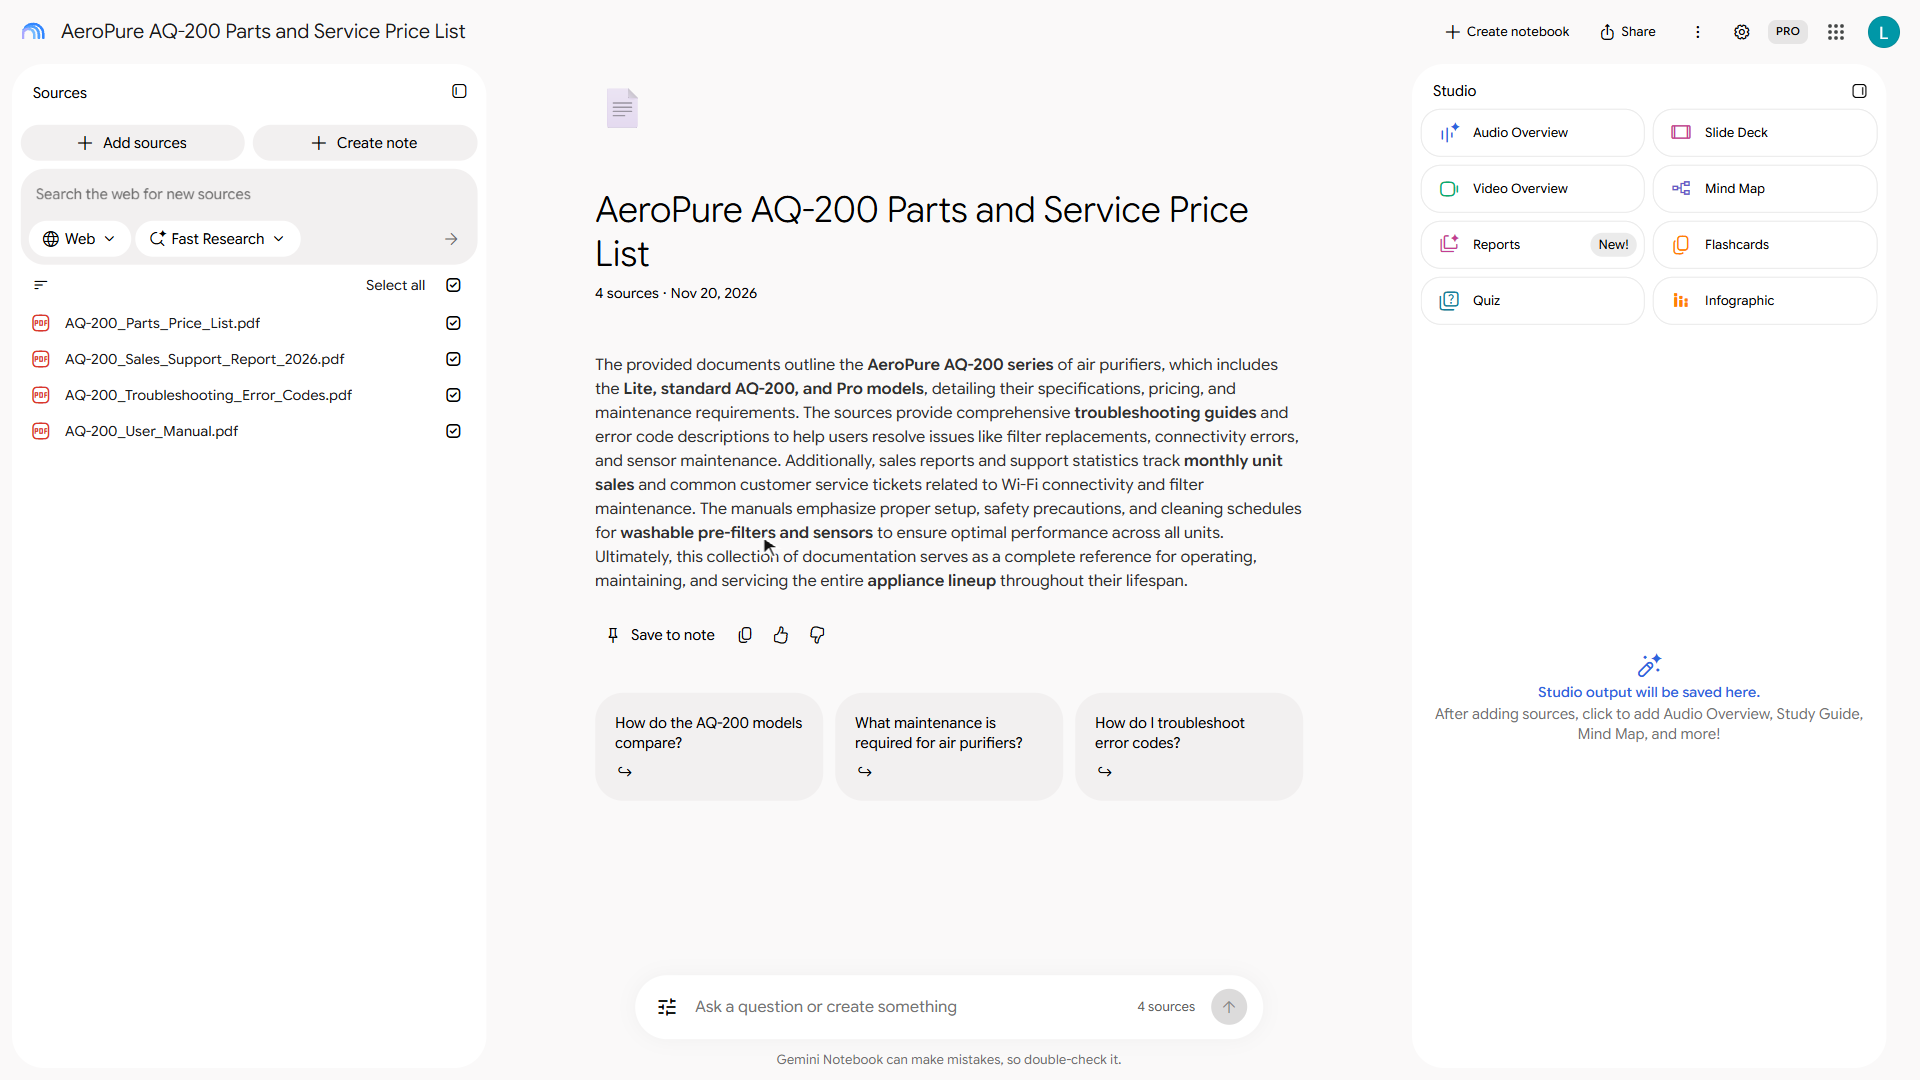 AeroPure AQ-200 Parts and Service Price List
Create notebook
Share
PRO
L
Sources
Add sources
Create note
Search the web for new sources
Web
Fast Research
Select all
PDF AQ-200_Parts_Price_List.pdf
PDF AQ-200_Sales_Support_Report_2026.pdf
PDF AQ-200_Troubleshooting_Error_Codes.pdf
PDF AQ-200_User_Manual.pdf
AeroPure AQ-200 Parts and Service Price
List
4 sources · Nov 20, 2026
The provided documents outline the AeroPure AQ-200 series of air purifiers, which includes
the Lite, standard AQ-200, and Pro models, detailing their specifications, pricing, and
maintenance requirements. The sources provide comprehensive troubleshooting guides and
error code descriptions to help users resolve issues like filter replacements, connectivity errors,
and sensor maintenance. Additionally, sales reports and support statistics track monthly unit
sales and common customer service tickets related to Wi-Fi connectivity and filter
maintenance. The manuals emphasize proper setup, safety precautions, and cleaning schedules
for washable pre-filters and sensors to ensure optimal performance across all units.
Ultimately, this collection of documentation serves as a complete reference for operating,
maintaining, and servicing the entire appliance lineup throughout their lifespan.
Save to note
How do the AQ-200 models
compare?
What maintenance is
required for air purifiers?
How do I troubleshoot
error codes?
Ask a question or create something
4 sources
Gemini Notebook can make mistakes, so double-check it.
Studio
Audio Overview
Slide Deck
Video Overview
Mind Map
Reports
New!
Flashcards
Quiz
Infographic
Studio output will be saved here.
After adding sources, click to add Audio Overview, Study Guide,
Mind Map, and more!